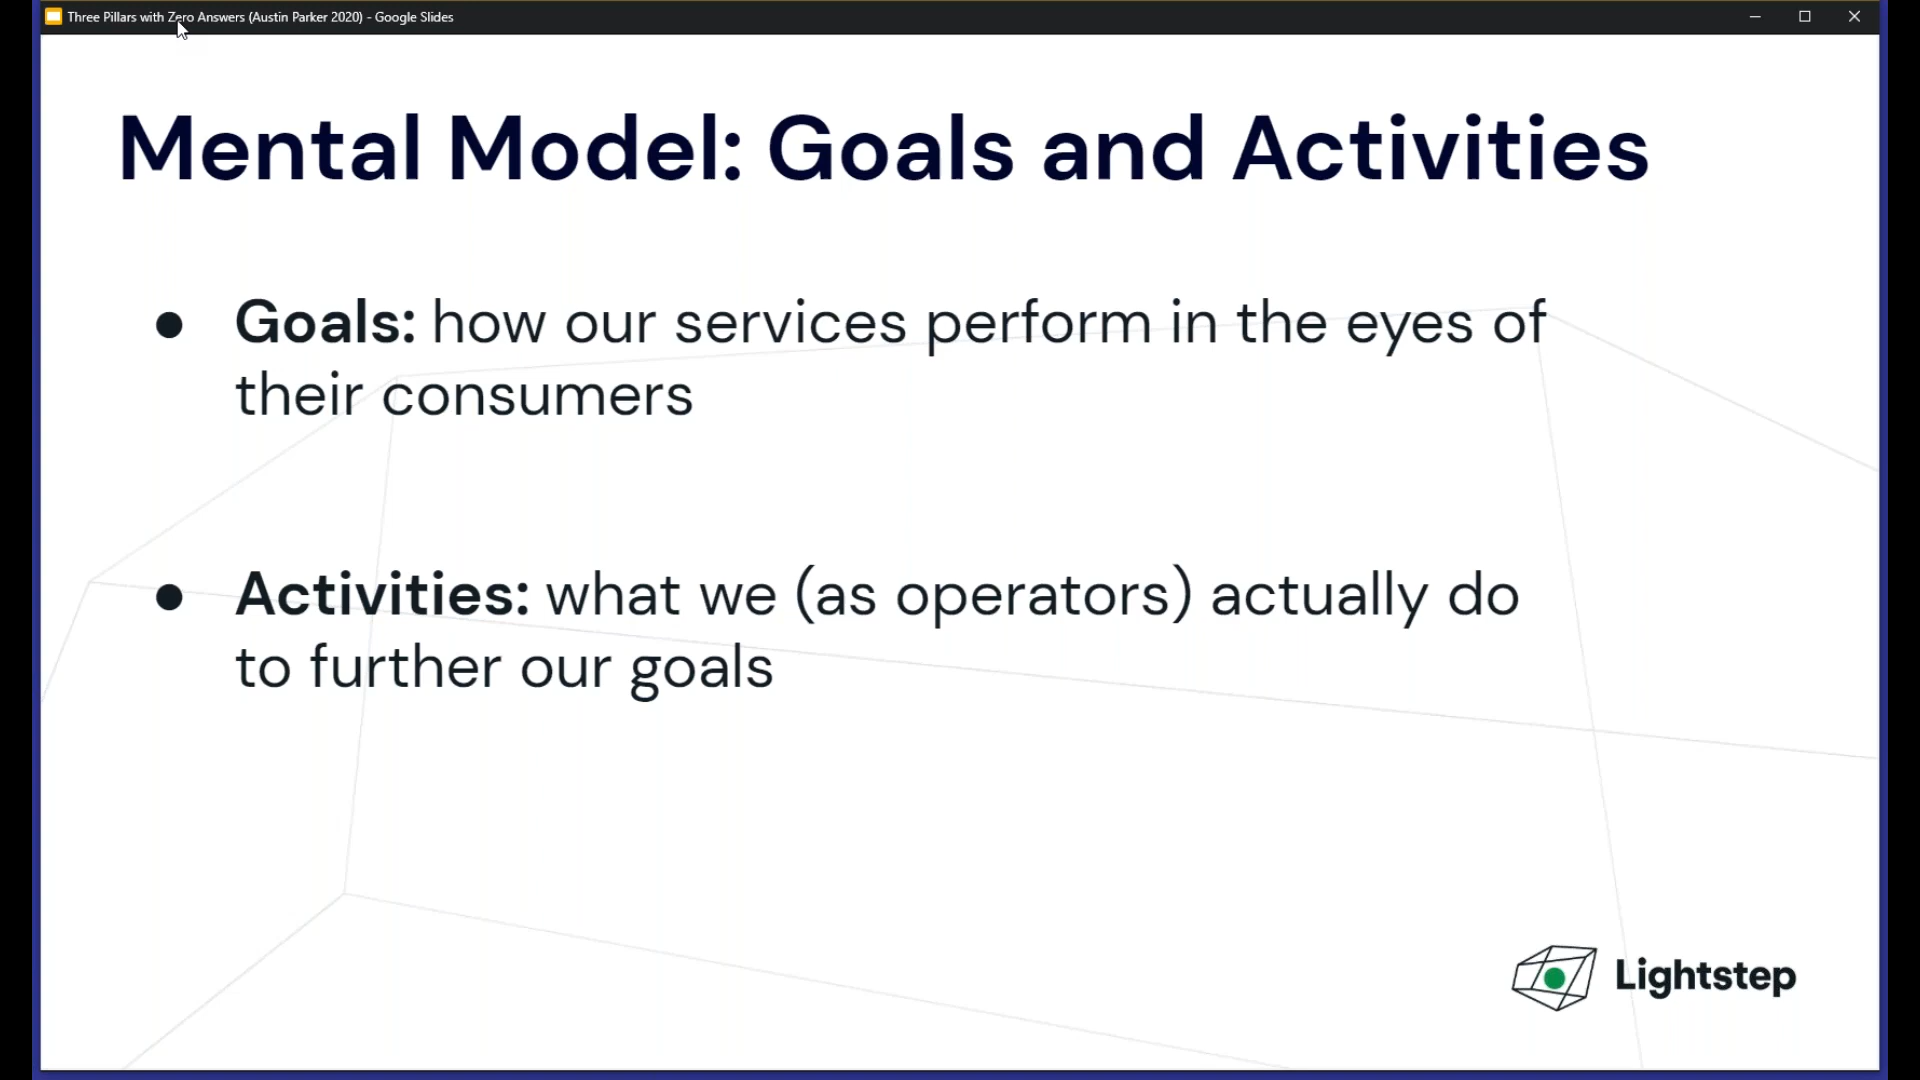 Three Pillars with Zero Answers (Austin Parker 2020) - Google Slides
Mental Model: Goals and Activities
● Goals: how our services perform in the eyes of
their consumers
● Activities: what we (as operators) actually do
to further our goals
Lightstep